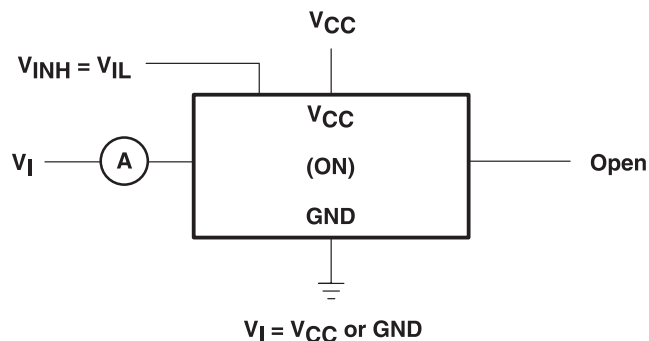 VCC
VINH = VIL
VCC
VI
A
(ON)
Open
GND
VI = VCC or GND